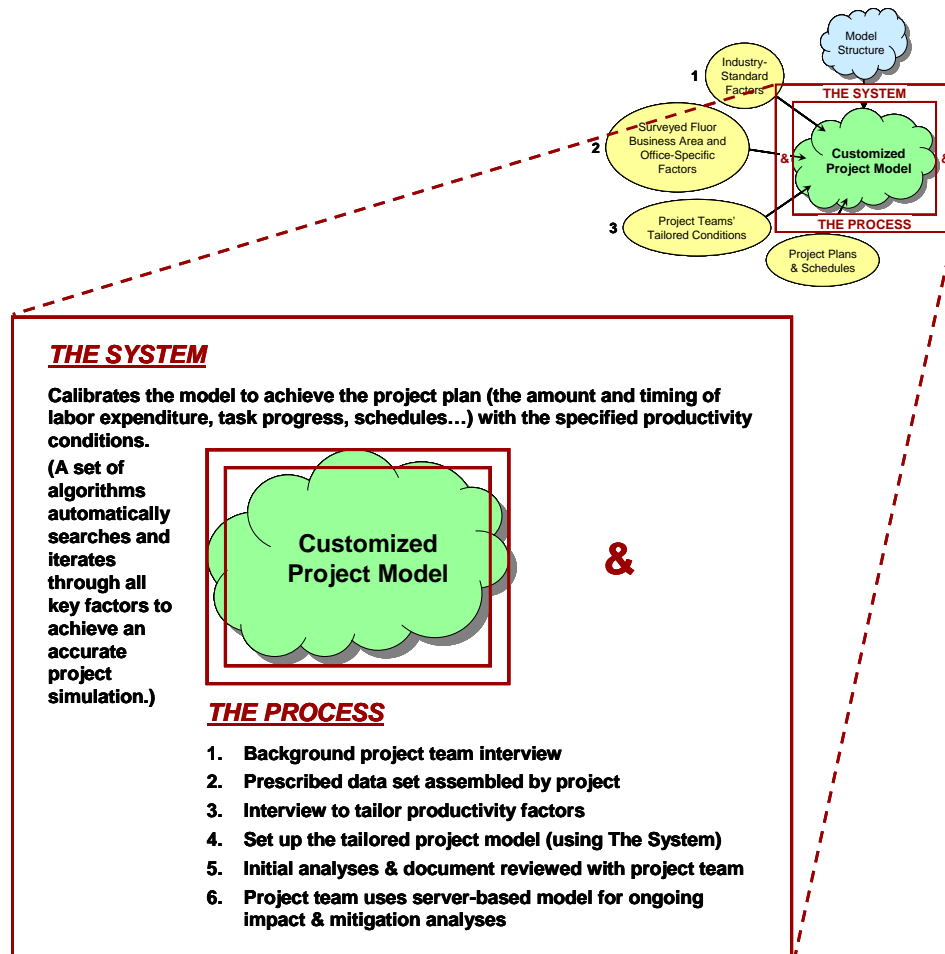 Model
Structure
Industry-
Standard
Factors
1
THE SYSTEM
Surveyed Fluor
Business Area and
Office-Specific
Factors
2
&
Customized
Project Model
&
3
Project Teams'
Tailored Conditions
THE PROCESS
Project Plans
& Schedules
THE SYSTEM
Calibrates the model to achieve the project plan (the amount and timing of
labor expenditure, task progress, schedules…) with the specified productivity
conditions.
(A set of
algorithms
automatically
searches and
iterates
through all
key factors to
achieve an
accurate
project
simulation.)
Customized
Project Model
&
THE PROCESS
1. Background project team interview
2. Prescribed data set assembled by project
3. Interview to tailor productivity factors
4. Set up the tailored project model (using The System)
5. Initial analyses & document reviewed with project team
6. Project team uses server-based model for ongoing
impact & mitigation analyses